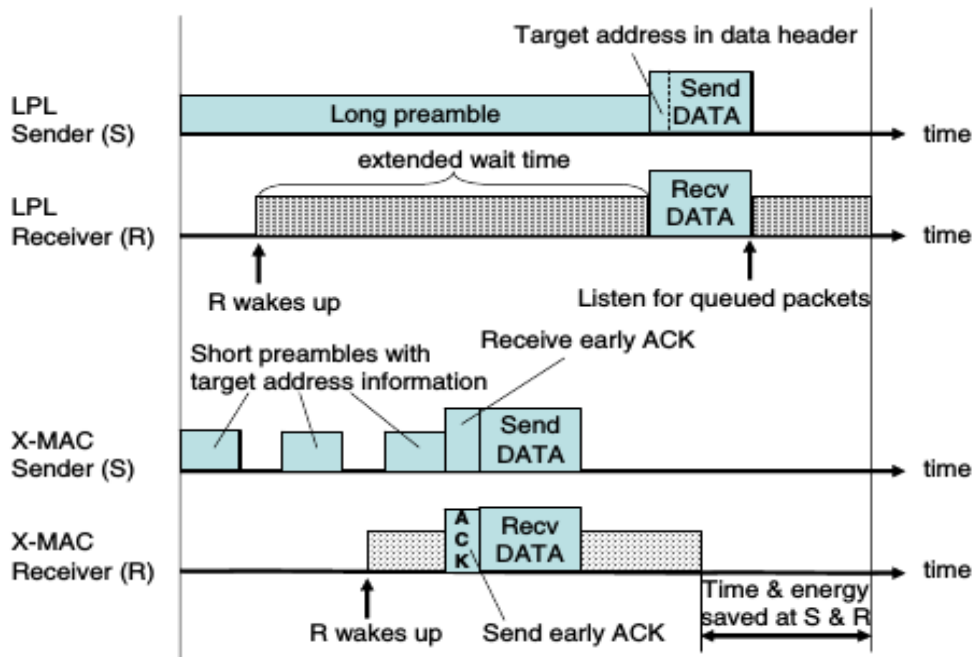 Target address in data header
LPL
Sender (S)
Long preamble
Send
DATA
time
extended wait time
LPL
Receiver (R)
Recv
DATA
time
R wakes up
Listen for queued packets
Short preambles with
target address information
Receive early ACK
X-MAC
Sender (S)
Send
DATA
time
X-MAC
Receiver (R)
A
C
K
Recv
DATA
time
R wakes up
Send early ACK
Time & energy
saved at S & R